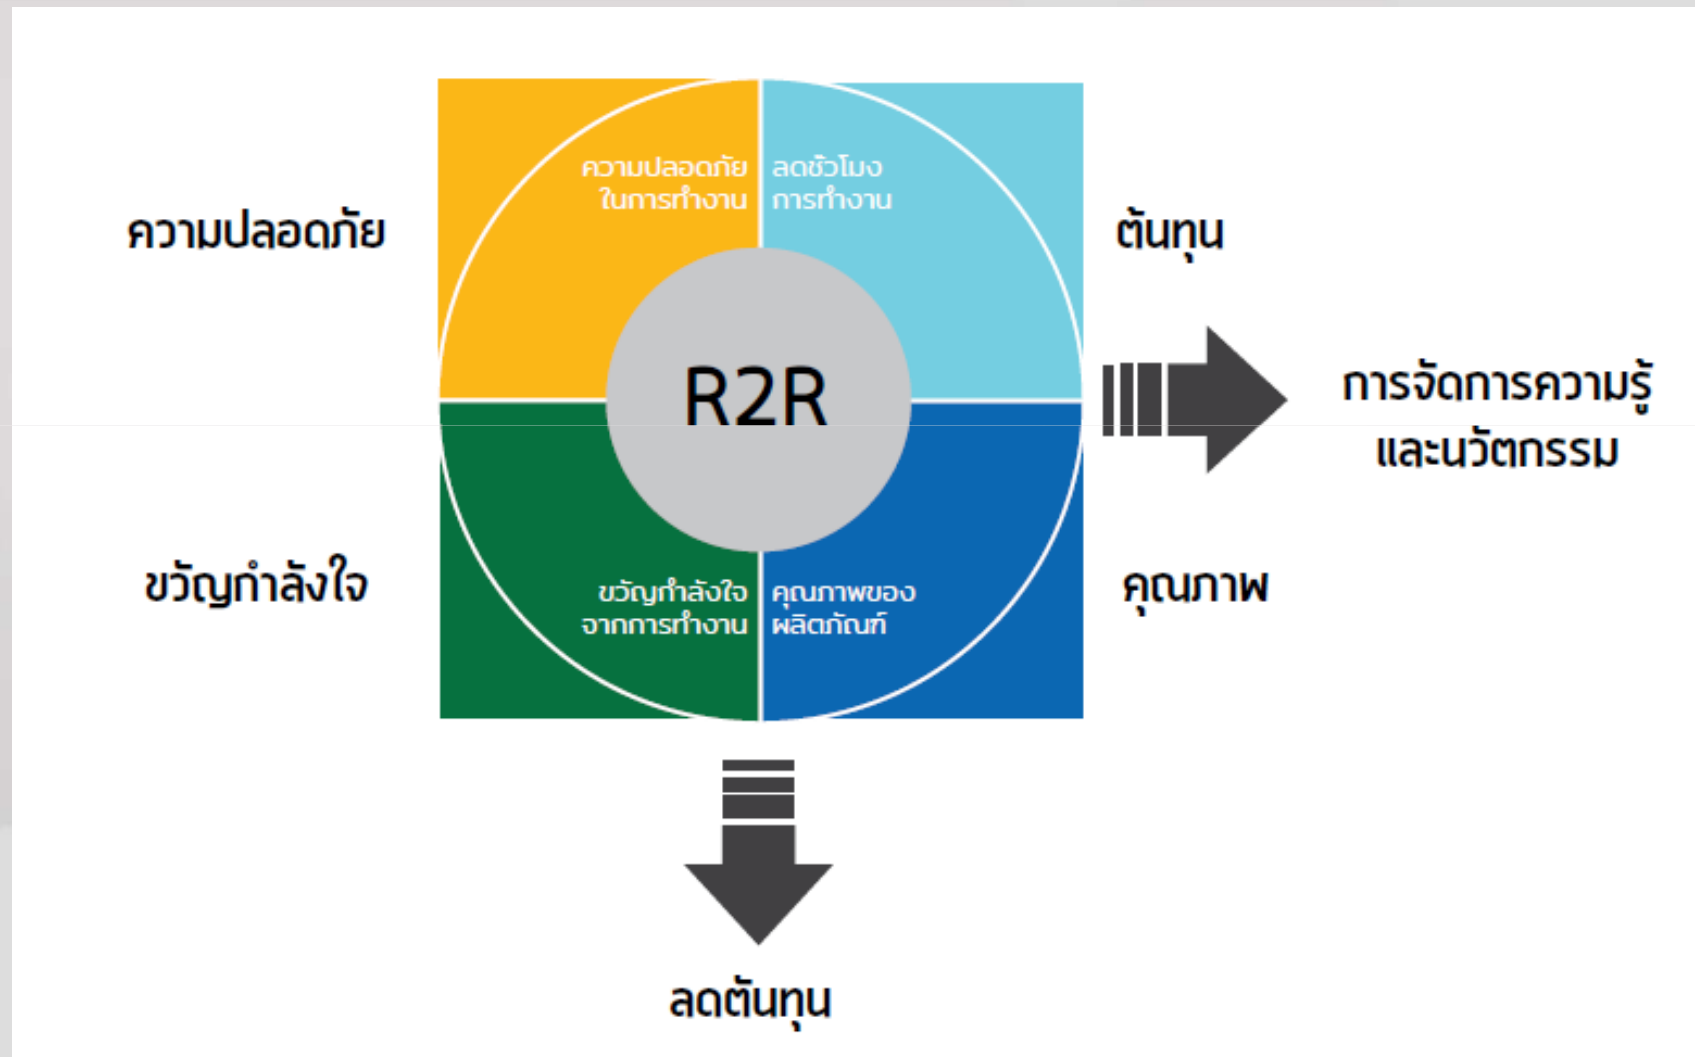 ความปลอดภัย
ในการทำงาน
ลดชั่วโมง
การทำงาน
ความปลอดภัย
ต้นทุน
R2R
การจัดการความรู้
และนวัตกรรม
ขวัญกำลังใจ
ขวัญกำลังใจ
จากการทำงาน
คุณภาพของ
ผลิตภัณฑ์
คุณภาพ
ลดต้นทุน